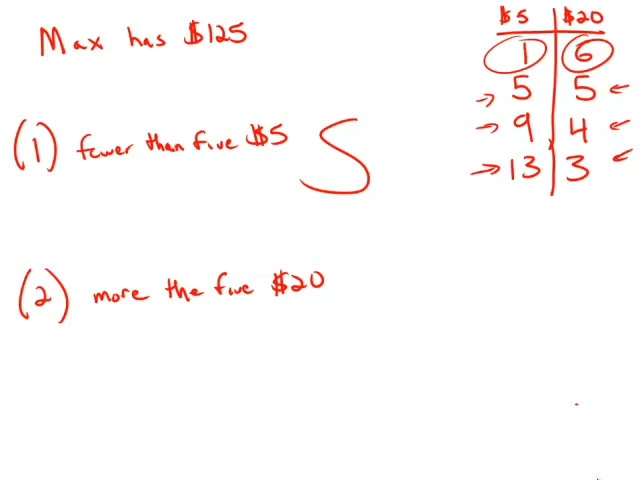 Max has $125
$5 $20
1 6
5 5
9 4
13 3
(1) fewer than five $5 S
(2) more the five $20